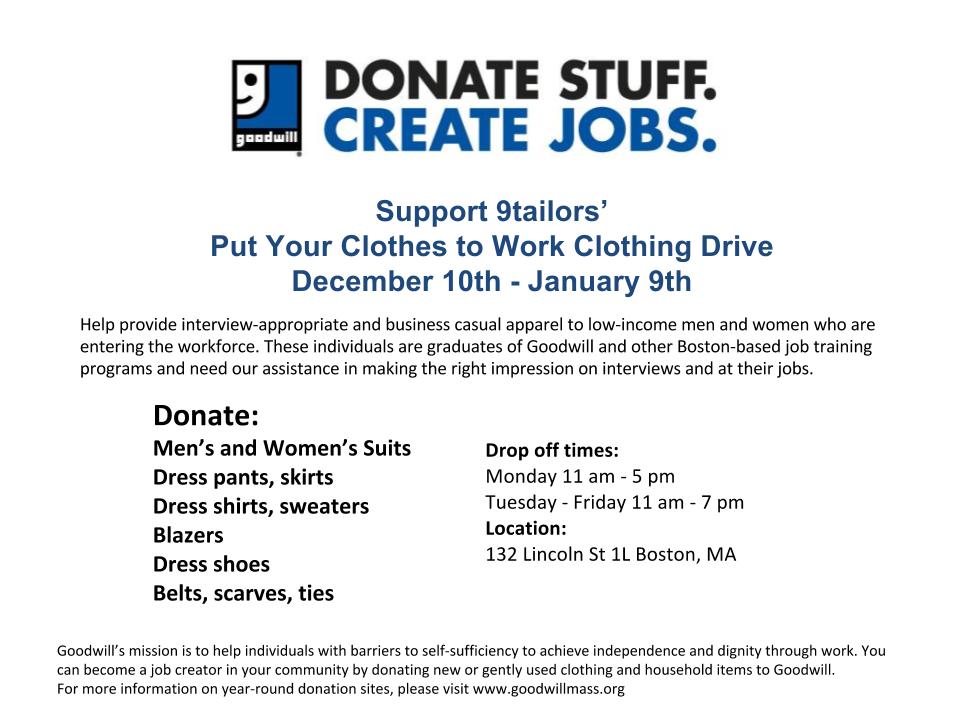 goodwill
DONATE STUFF.
CREATE JOBS.
Support 9tailors’
Put Your Clothes to Work Clothing Drive
December 10th - January 9th
Help provide interview-appropriate and business casual apparel to low-income men and women who are
entering the workforce. These individuals are graduates of Goodwill and other Boston-based job training
programs and need our assistance in making the right impression on interviews and at their jobs.
Donate:
Men’s and Women’s Suits
Dress pants, skirts
Dress shirts, sweaters
Blazers
Dress shoes
Belts, scarves, ties
Drop off times:
Monday 11 am - 5 pm
Tuesday - Friday 11 am - 7 pm
Location:
132 Lincoln St 1L Boston, MA
Goodwill’s mission is to help individuals with barriers to self-sufficiency to achieve independence and dignity through work. You
can become a job creator in your community by donating new or gently used clothing and household items to Goodwill.
For more information on year-round donation sites, please visit www.goodwillmass.org